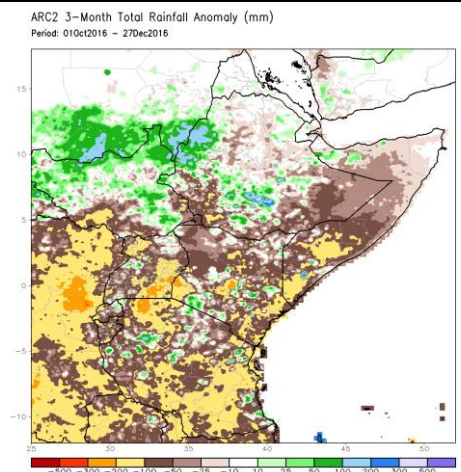 ARC2 3-Month Total Rainfall Anomaly (mm)
Period: 01Oct2016 - 27Dec2016
15
10
5
0
-5
-10
25 30 35 40 45 50
-500 -300 -200 -100 -50 -25 -10 10 25 50 100 200 300 500